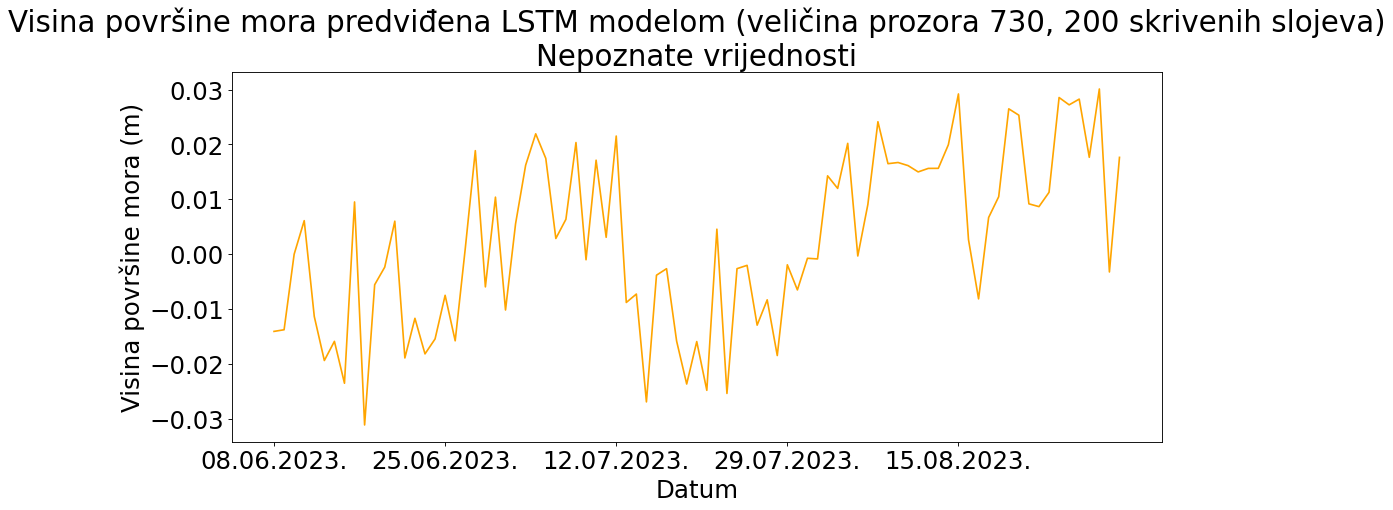 Visina površine mora predviđena LSTM modelom (veličina prozora 730, 200 skrivenih slojeva)
Nepoznate vrijednosti
Visina površine mora (m)
0.03
0.02
0.01
0.00
−0.01
−0.02
−0.03
08.06.2023. 25.06.2023. 12.07.2023. 29.07.2023. 15.08.2023.
Datum